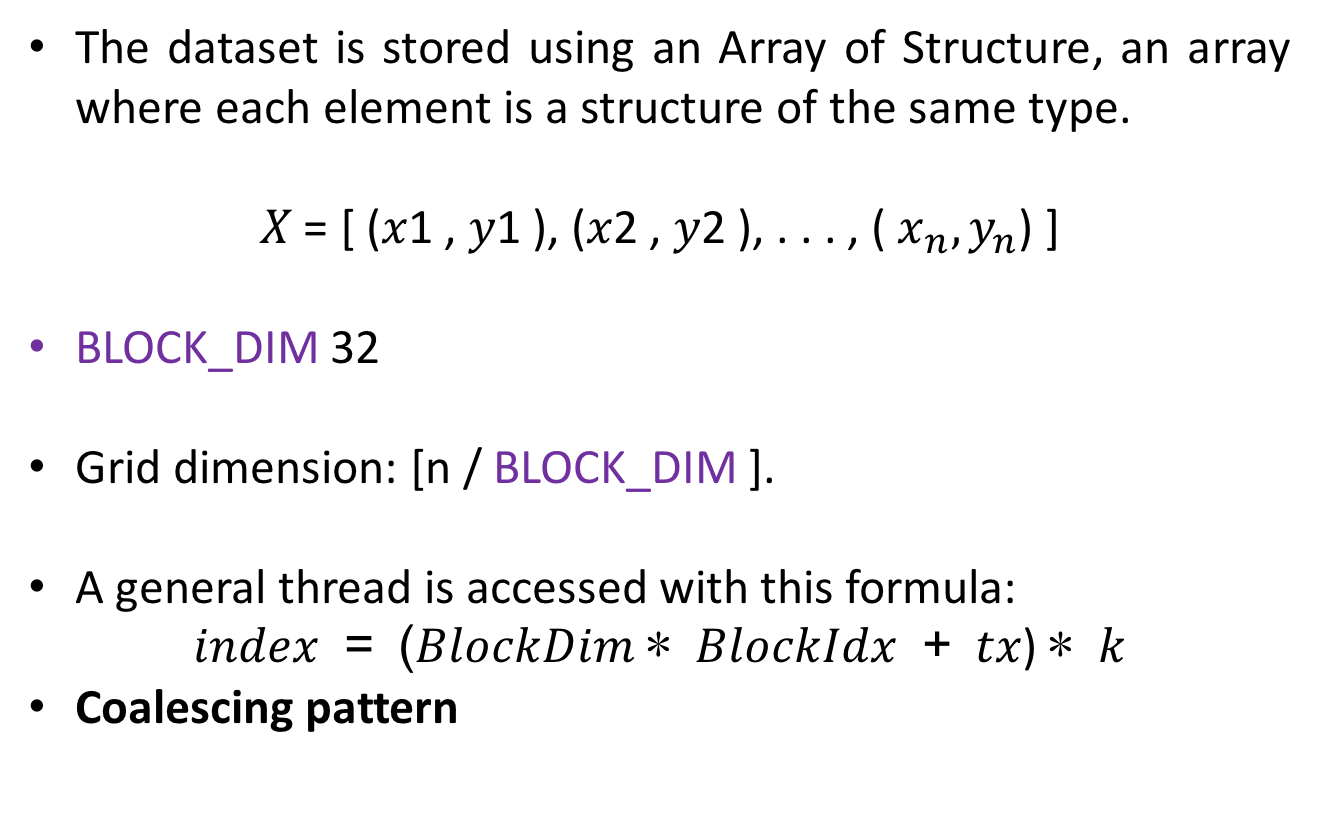 • The dataset is stored using an Array of Structure, an array
where each element is a structure of the same type.
X = [ (x1 , y1 ), (x2 , y2 ), . . . , ( xₙ, yₙ) ]
• BLOCK_DIM 32
• Grid dimension: [n / BLOCK_DIM ].
• A general thread is accessed with this formula:
index = (BlockDim ∗ BlockIdx + tx) ∗ k
• Coalescing pattern